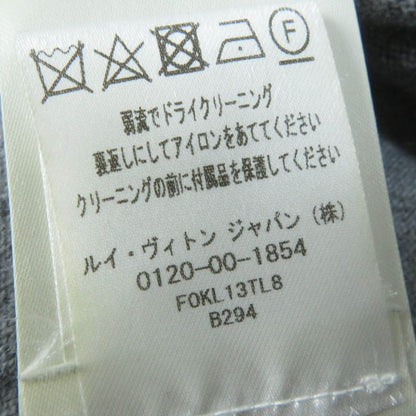 F
弱流でドライクリーニング
裏返しにしてアイロンをあててください
クリーニングの前に付属品を保護してください
ルイ・ヴィトン ジャパン (株)
0120-00-1854
FOKL13TL8
B294